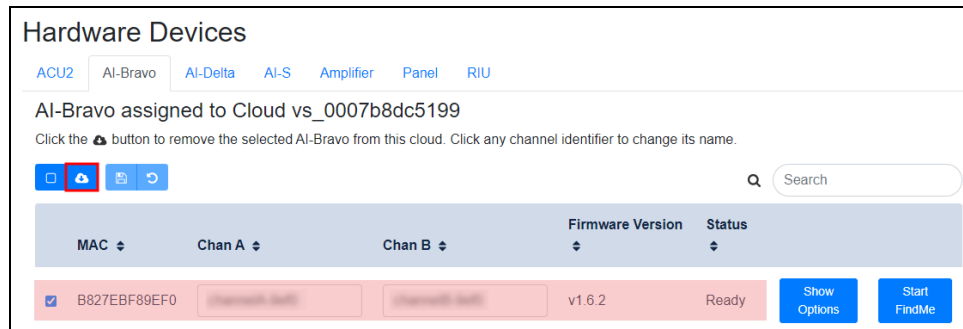 Hardware Devices
ACU2 AI-Bravo AI-Delta AI-S Amplifier Panel RIU
AI-Bravo assigned to Cloud vs_0007b8dc5199
Click the button to remove the selected AI-Bravo from this cloud. Click any channel identifier to change its name.
Search
Firmware Version Status
MAC Chan A Chan B
B827EBF89EF0 v1.6.2 Ready Show Options Start FindMe